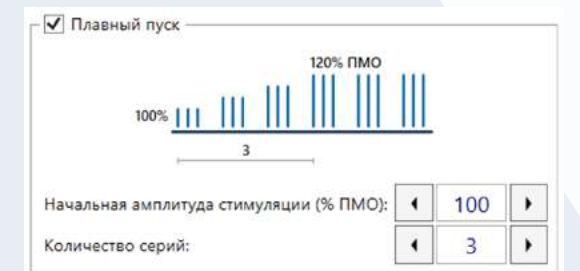 Плавный пуск
120% ПМО
100%
3
Начальная амплитуда стимуляции (% ПМО): 100
Количество серий: 3